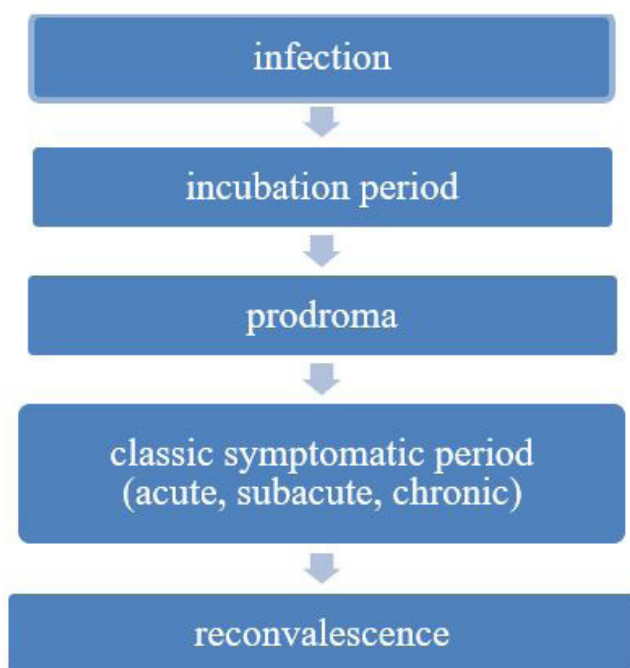 infection
incubation period
prodroma
classic symptomatic period
(acute, subacute, chronic)
reconvalescence